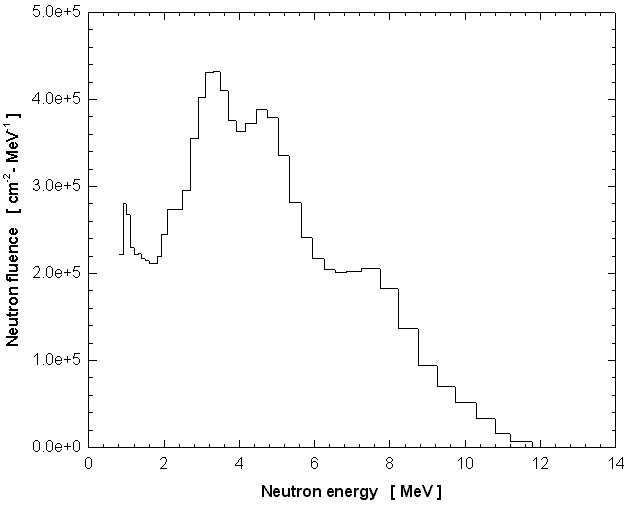 5.0e+5
4.0e+5
3.0e+5
2.0e+5
1.0e+5
0.0e+0
Neutron fluence [ cm-2- MeV-1 ]
0 2 4 6 8 10 12 14
Neutron energy [ MeV ]